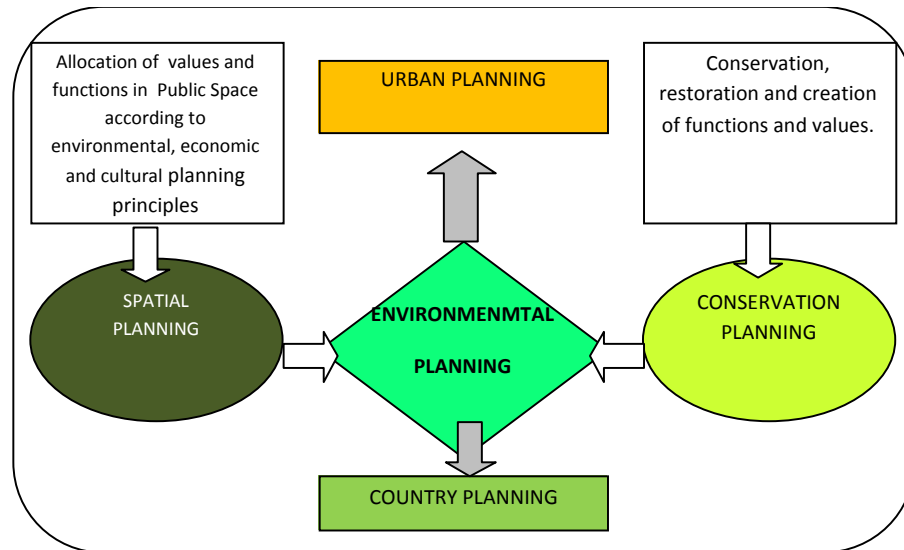 Allocation of values and
functions in Public Space
according to
environmental, economic
and cultural planning
principles
URBAN PLANNING
Conservation,
restoration and creation
of functions and values.
SPATIAL
PLANNING
ENVIRONMENMTAL
PLANNING
CONSERVATION
PLANNING
COUNTRY PLANNING